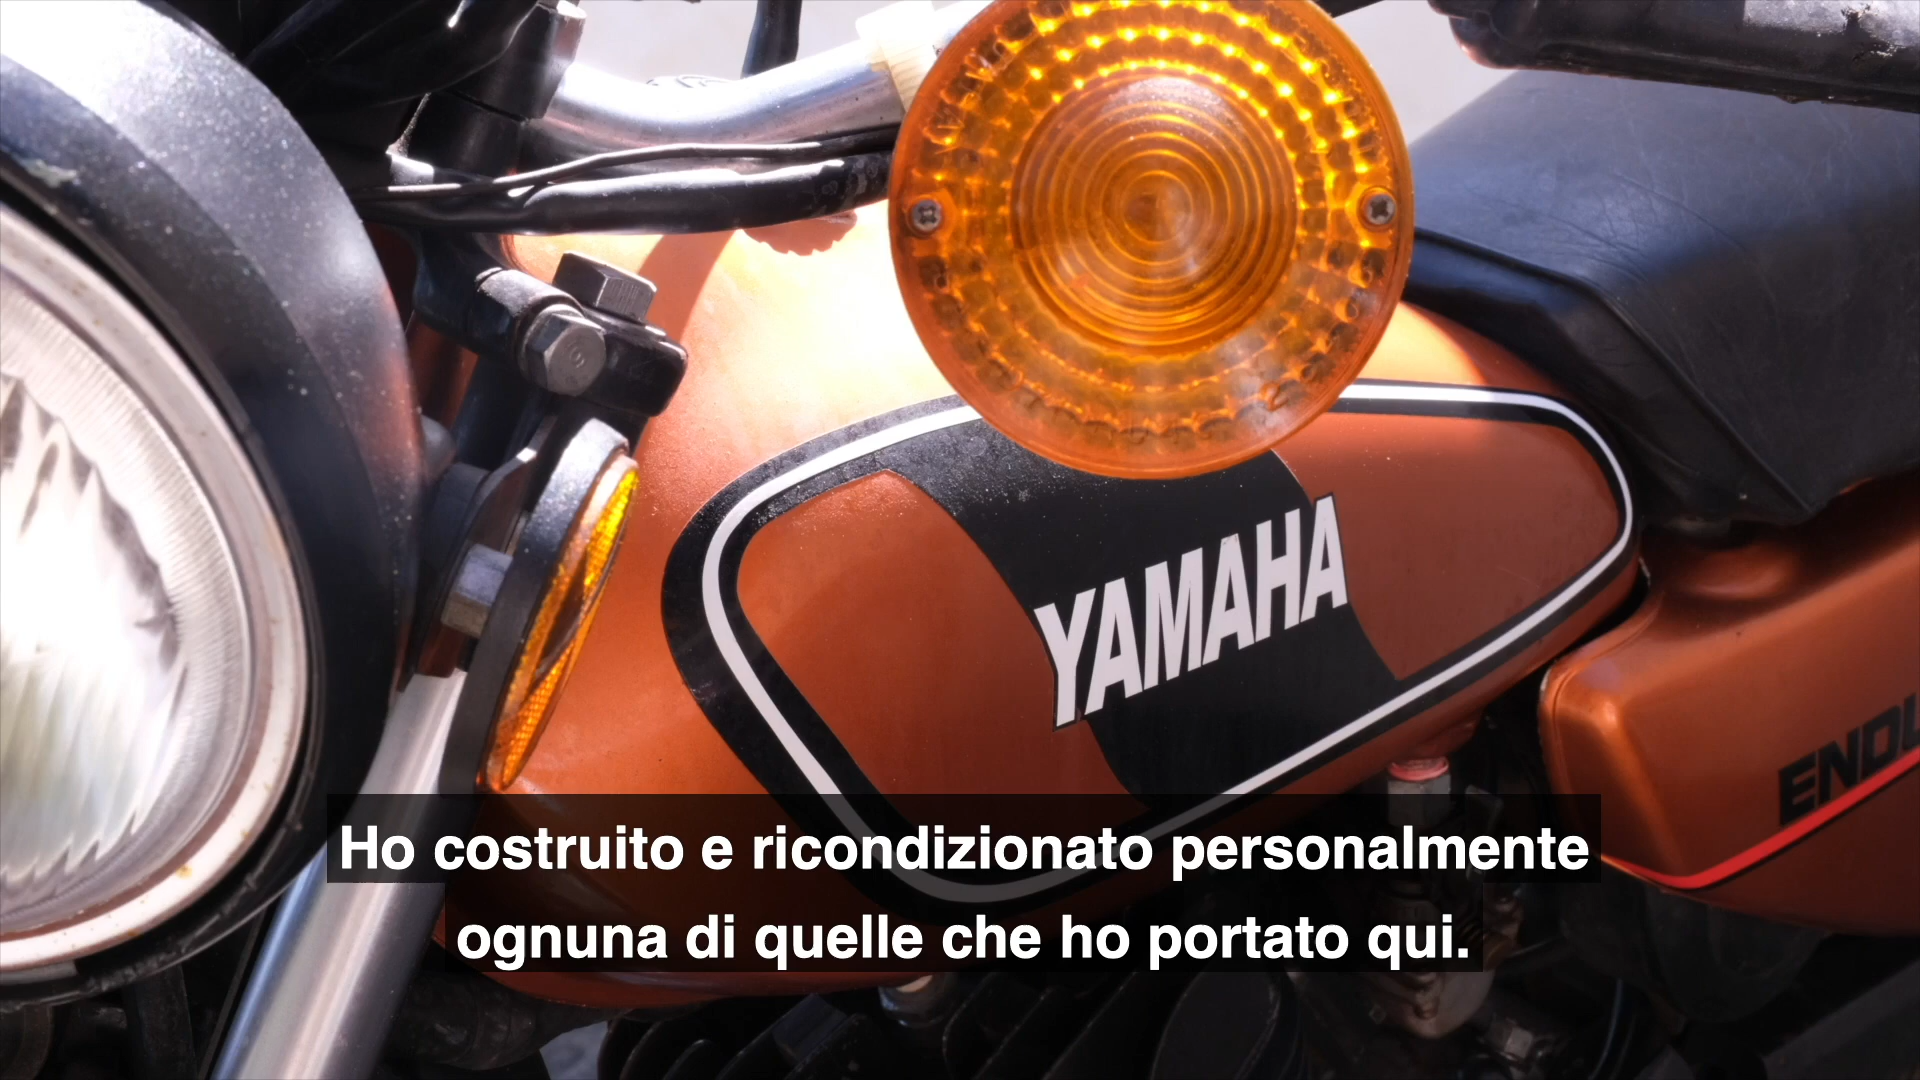 YAMAHA
Ho costruito e ricondizionato personalmente
ognuna di quelle che ho portato qui.